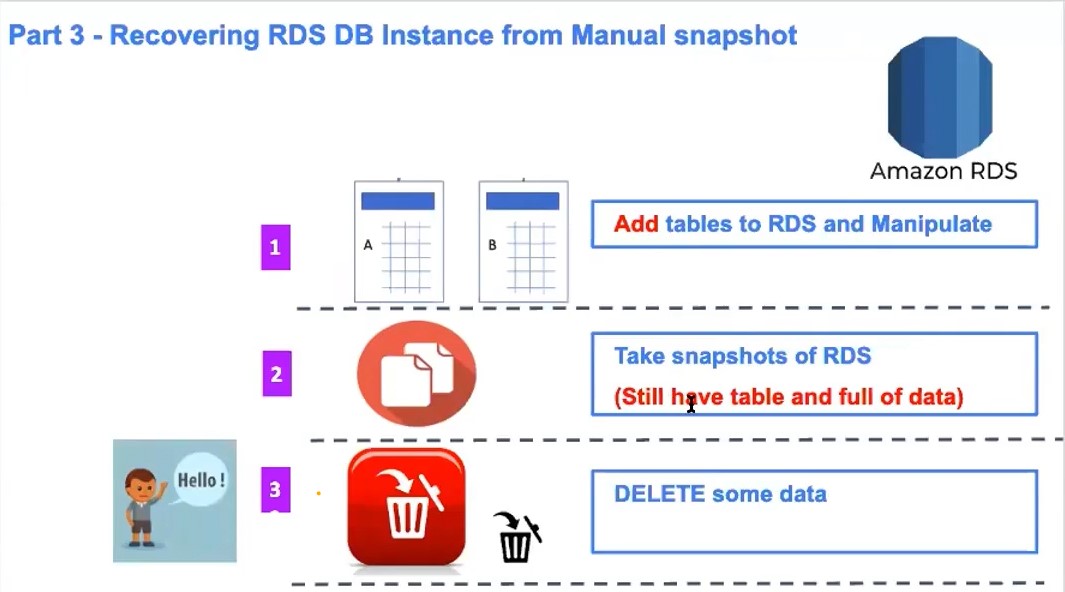 Part 3 - Recovering RDS DB Instance from Manual snapshot
Amazon RDS
1
A
B
Add tables to RDS and Manipulate
2
Take snapshots of RDS
(Still have table and full of data)
Hello !
3
DELETE some data